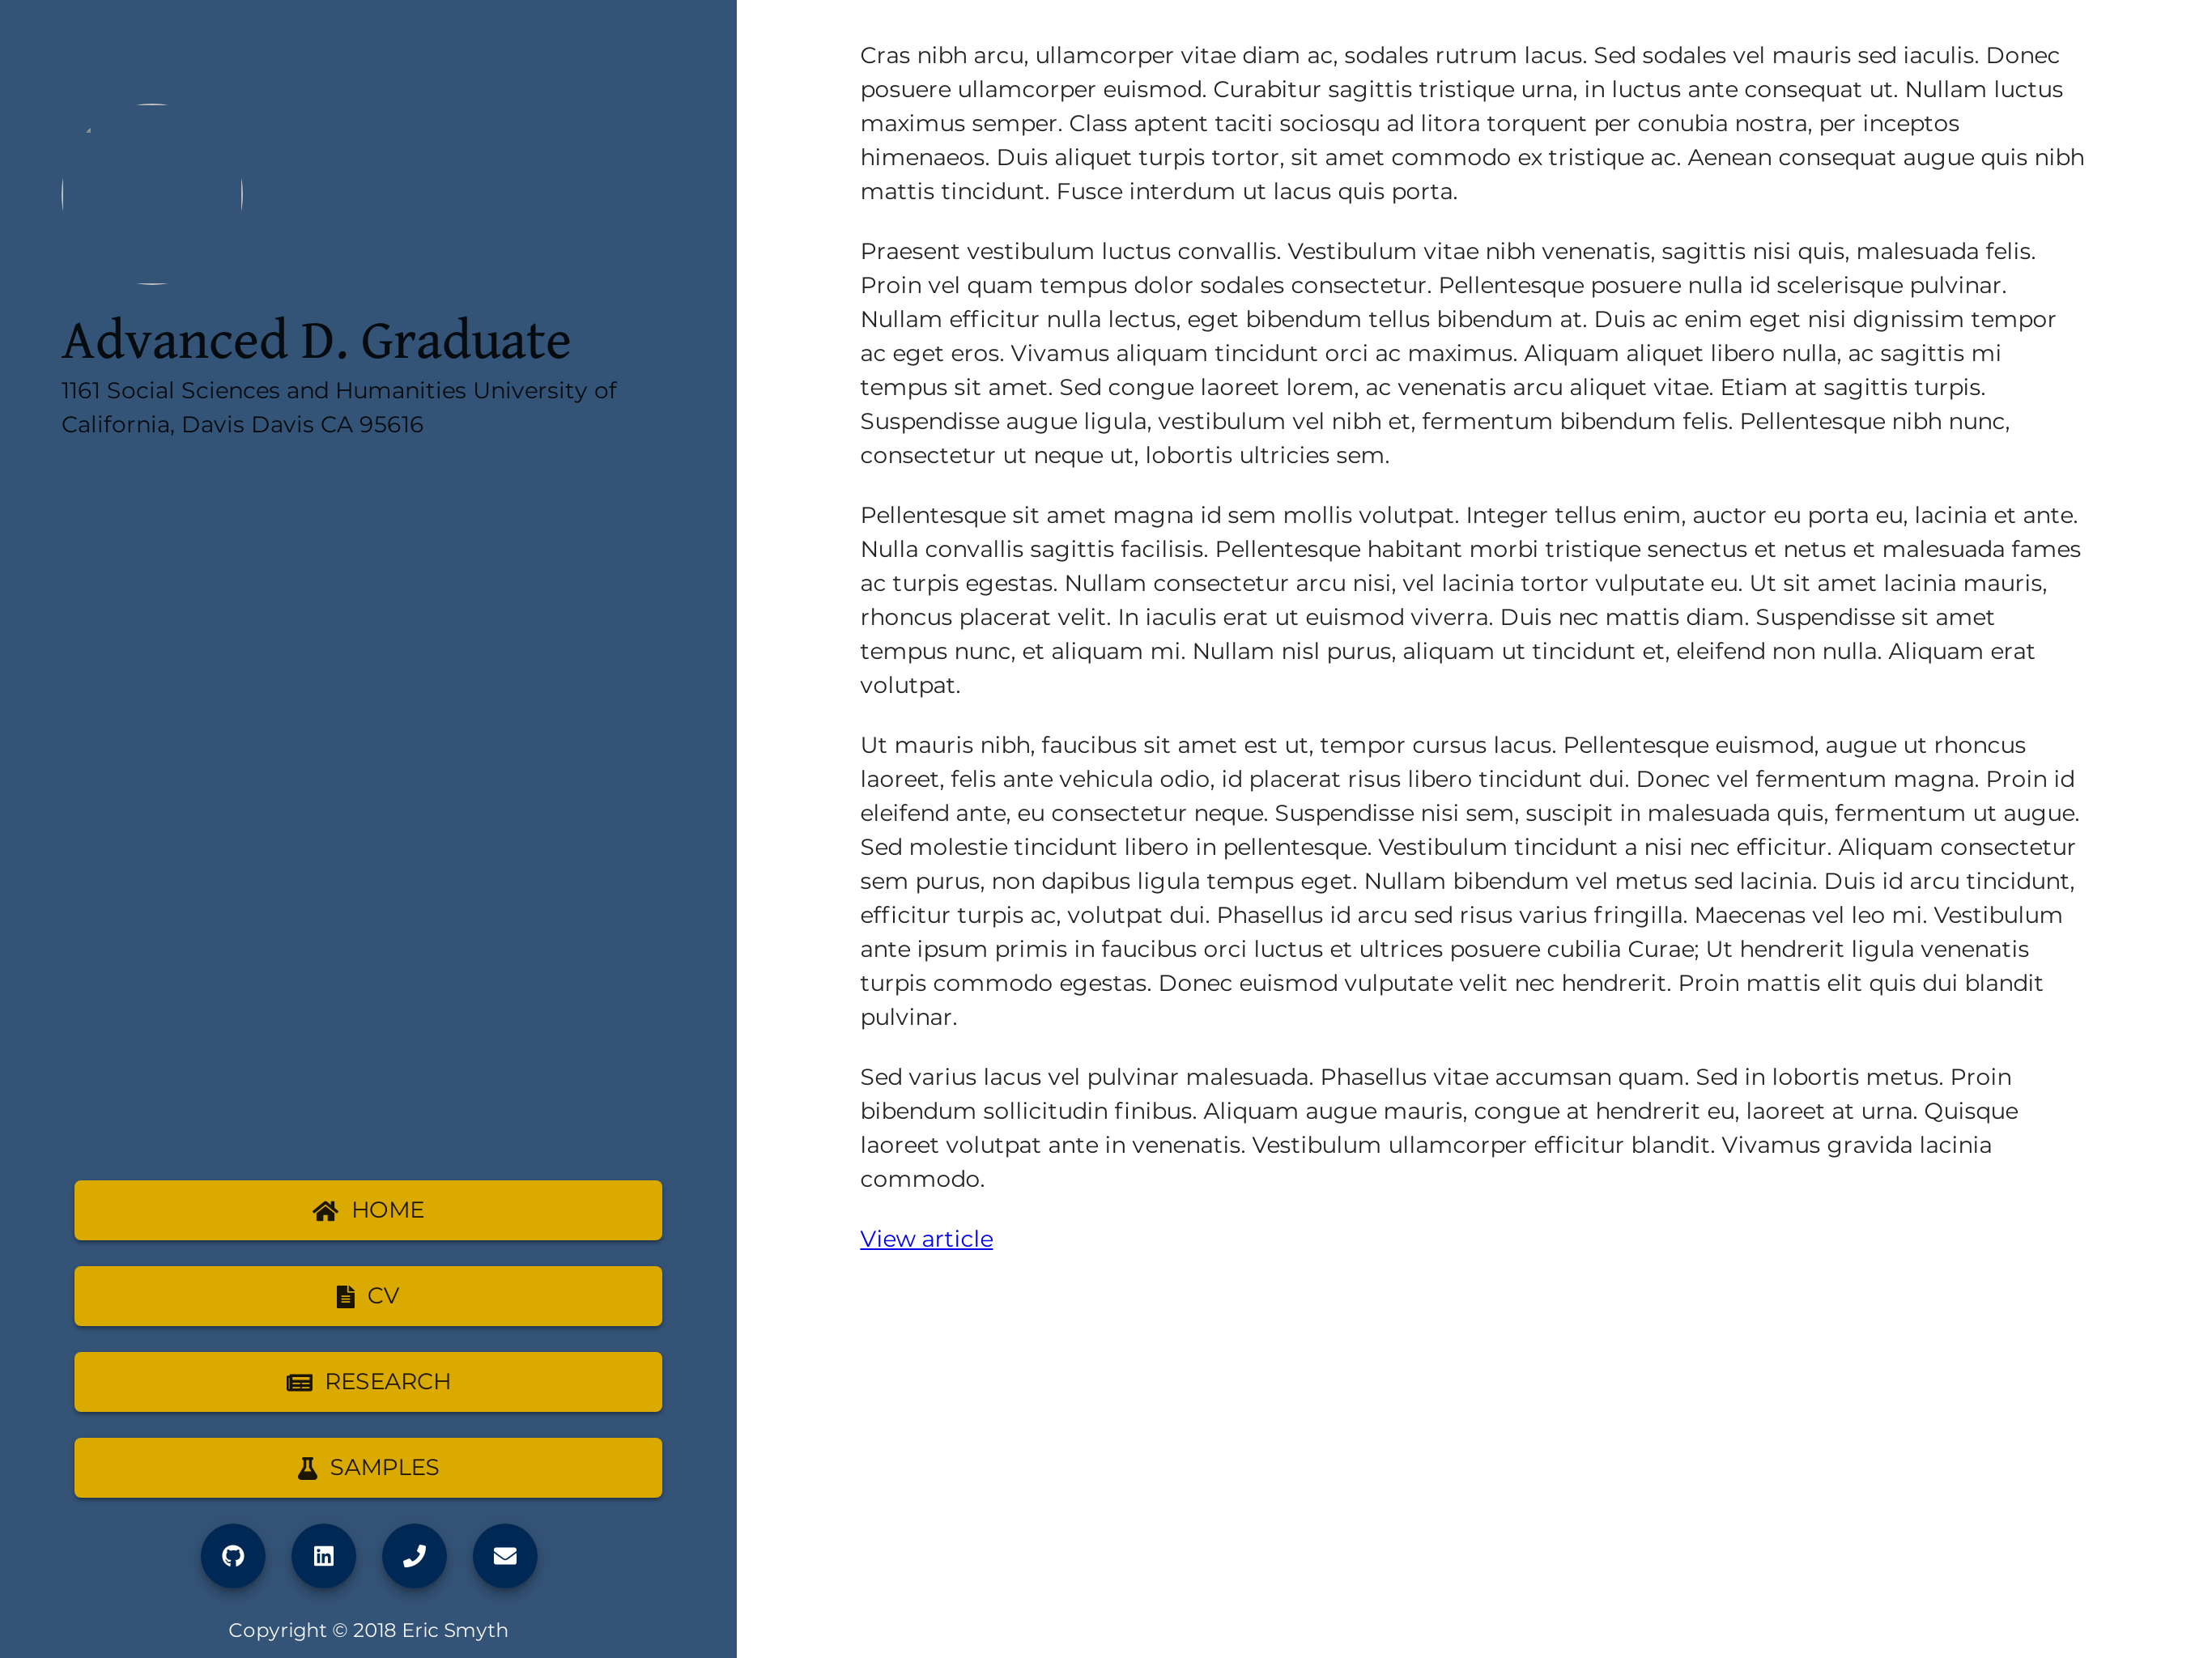 Advanced D. Graduate
1161 Social Sciences and Humanities University of
California, Davis Davis CA 95616
HOME
CV
RESEARCH
SAMPLES
Copyright © 2018 Eric Smyth
Cras nibh arcu, ullamcorper vitae diam ac, sodales rutrum lacus. Sed sodales vel mauris sed iaculis. Donec
posuere ullamcorper euismod. Curabitur sagittis tristique urna, in luctus ante consequat ut. Nullam luctus
maximus semper. Class aptent taciti sociosqu ad litora torquent per conubia nostra, per inceptos
himenaeos. Duis aliquet turpis tortor, sit amet commodo ex tristique ac. Aenean consequat augue quis nibh
mattis tincidunt. Fusce interdum ut lacus quis porta.
Praesent vestibulum luctus convallis. Vestibulum vitae nibh venenatis, sagittis nisi quis, malesuada felis.
Proin vel quam tempus dolor sodales consectetur. Pellentesque posuere nulla id scelerisque pulvinar.
Nullam efficitur nulla lectus, eget bibendum tellus bibendum at. Duis ac enim eget nisi dignissim tempor
ac eget eros. Vivamus aliquam tincidunt orci ac maximus. Aliquam aliquet libero nulla, ac sagittis mi
tempus sit amet. Sed congue laoreet lorem, ac venenatis arcu aliquet vitae. Etiam at sagittis turpis.
Suspendisse augue ligula, vestibulum vel nibh et, fermentum bibendum felis. Pellentesque nibh nunc,
consectetur ut neque ut, lobortis ultricies sem.
Pellentesque sit amet magna id sem mollis volutpat. Integer tellus enim, auctor eu porta eu, lacinia et ante.
Nulla convallis sagittis facilisis. Pellentesque habitant morbi tristique senectus et netus et malesuada fames
ac turpis egestas. Nullam consectetur arcu nisi, vel lacinia tortor vulputate eu. Ut sit amet lacinia mauris,
rhoncus placerat velit. In iaculis erat ut euismod viverra. Duis nec mattis diam. Suspendisse sit amet
tempus nunc, et aliquam mi. Nullam nisl purus, aliquam ut tincidunt et, eleifend non nulla. Aliquam erat
volutpat.
Ut mauris nibh, faucibus sit amet est ut, tempor cursus lacus. Pellentesque euismod, augue ut rhoncus
laoreet, felis ante vehicula odio, id placerat risus libero tincidunt dui. Donec vel fermentum magna. Proin id
eleifend ante, eu consectetur neque. Suspendisse nisi sem, suscipit in malesuada quis, fermentum ut augue.
Sed molestie tincidunt libero in pellentesque. Vestibulum tincidunt a nisi nec efficitur. Aliquam consectetur
sem purus, non dapibus ligula tempus eget. Nullam bibendum vel metus sed lacinia. Duis id arcu tincidunt,
efficitur turpis ac, volutpat dui. Phasellus id arcu sed risus varius fringilla. Maecenas vel leo mi. Vestibulum
ante ipsum primis in faucibus orci luctus et ultrices posuere cubilia Curae; Ut hendrerit ligula venenatis
turpis commodo egestas. Donec euismod vulputate velit nec hendrerit. Proin mattis elit quis dui blandit
pulvinar.
Sed varius lacus vel pulvinar malesuada. Phasellus vitae accumsan quam. Sed in lobortis metus. Proin
bibendum sollicitudin finibus. Aliquam augue mauris, congue at hendrerit eu, laoreet at urna. Quisque
laoreet volutpat ante in venenatis. Vestibulum ullamcorper efficitur blandit. Vivamus gravida lacinia
commodo.
View article